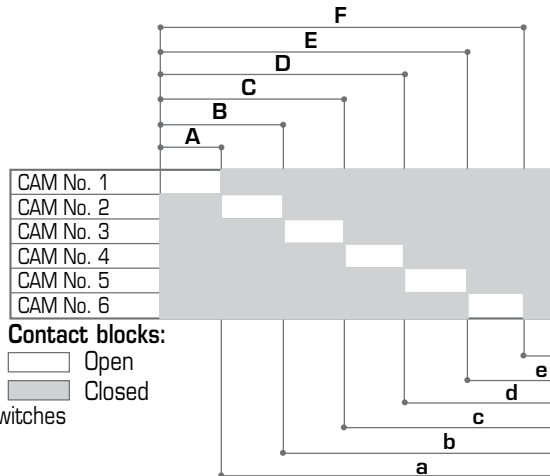 F
E
D
C
B
A
CAM No. 1
CAM No. 2
CAM No. 3
CAM No. 4
CAM No. 5
CAM No. 6
Contact blocks:
Open
Closed
witches
e
d
c
b
a